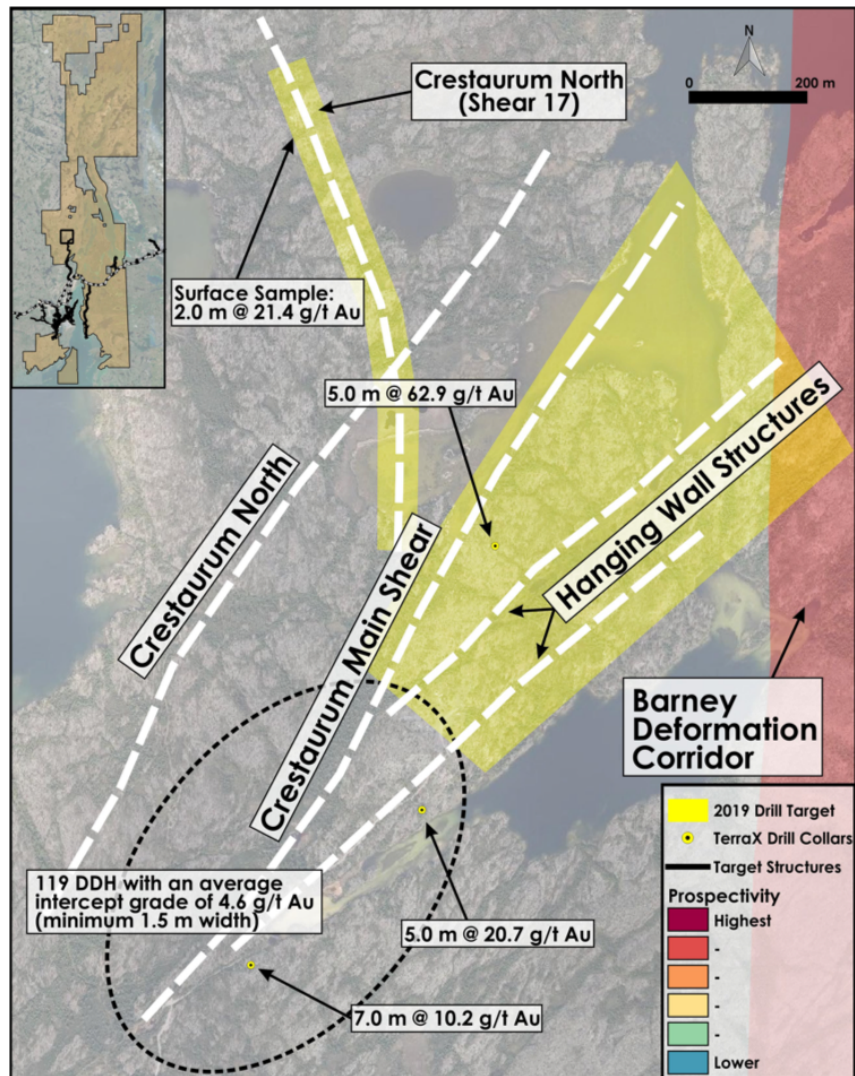 N
0 200 m
Crestaurum North
(Shear 17)
Surface Sample:
2.0 m @ 21.4 g/t Au
5.0 m @ 62.9 g/t Au
Crestaurum North
Crestaurum Main Shear
Hanging Wall Structures
Barney
Deformation
Corridor
119 DDH with an average
intercept grade of 4.6 g/t Au
(minimum 1.5 m width)
5.0 m @ 20.7 g/t Au
7.0 m @ 10.2 g/t Au
2019 Drill Target
TerraX Drill Collars
Target Structures
Prospectivity
Highest
-
-
-
-
Lower